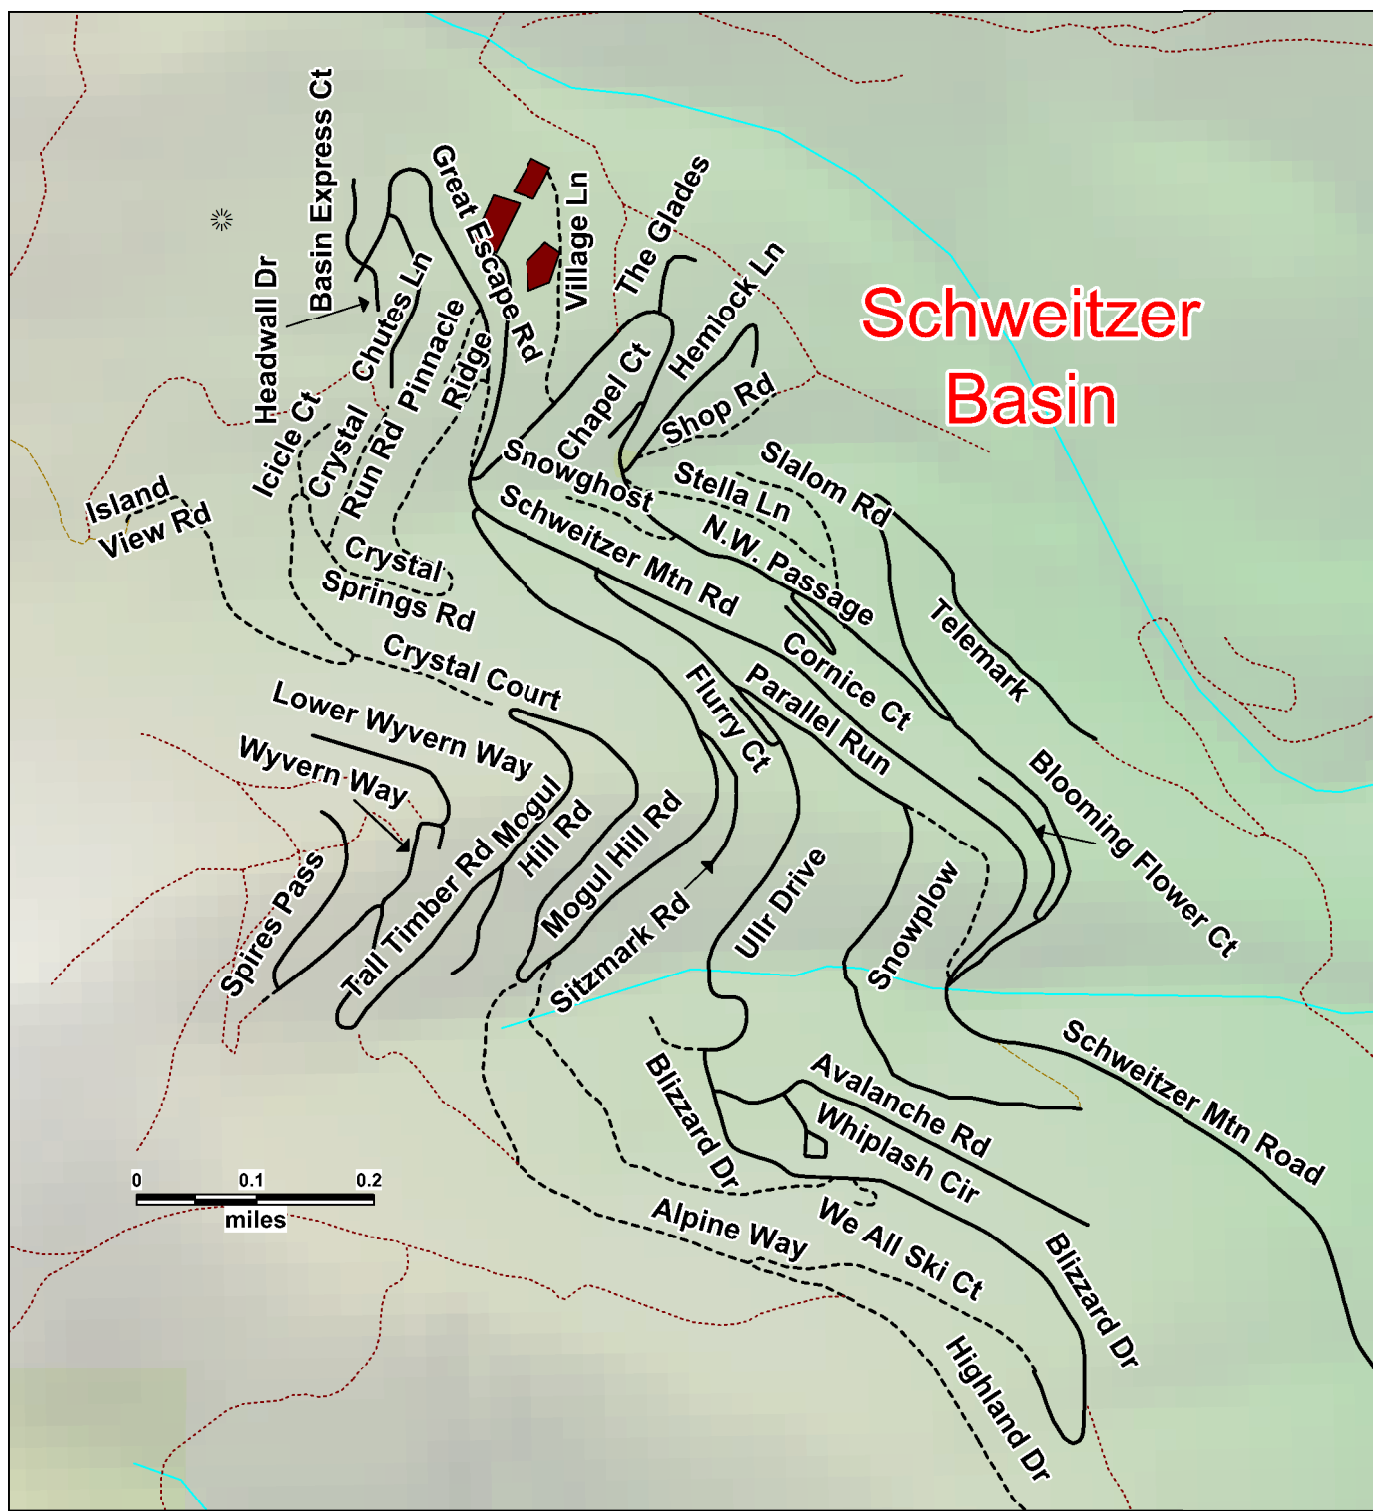 Basin Express Ct
Great Escape Rd
Village Ln
The Glades
Hemlock Ln
Headwall Dr
Chutes Ln
Pinnacle
Ridge
Schweitzer
Basin
Chapel Ct
Shop Rd
Icicle Ct
Crystal
Run Rd
Snowghost
Stella Ln
Slalom Rd
Island
View Rd
Schweitzer Mtn Rd
N.W. Passage
Crystal
Springs Rd
Telemark
Crystal Court
Cornice Ct
Flurry Ct
Parallel Run
Lower Wyvern Way
Wyvern Way
Mogul
Hill Rd
Blooming Flower Ct
Tall Timber Rd
Mogul Hill Rd
Spires Pass
Sitzmark Rd
Ullr Drive
Snowplow
Schweitzer Mtn Road
Blizzard Dr
Avalanche Rd
Whiplash Cir
0
0.1
0.2
miles
Alpine Way
We All Ski Ct
Blizzard Dr
Highland Dr